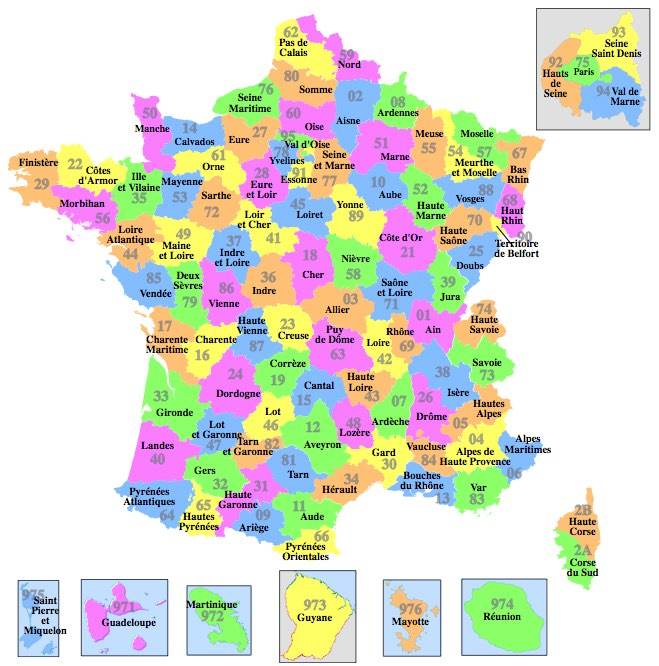 62
Pas de
Calais
59
Nord
80
Somme
76
Seine
Maritime
02
Aisne
08
Ardennes
60
Oise
50
Manche
14
Calvados
27
Eure
95
Val d'Oise
78
Yvelines
91
Essonne
Seine
et Marne
77
51
Marne
Meuse
55
Moselle
57
54
Meurthe
et Moselle
67
Bas
Rhin
Finistère
29
22
Côtes
d'Armor
Morbihan
56
Ille
et Vilaine
35
Mayenne
53
61
Orne
Sarthe
72
28
Eure
et Loir
45
Loiret
Yonne
89
10
Aube
52
Haute
Marne
88
Vosges
68
Haut
Rhin
90
Territoire
de Belfort
70
Haute
Saône
25
Doubs
Loire
Atlantique
44
49
Maine
et Loire
37
Indre
et Loire
Loir
et Cher
41
18
Cher
Nièvre
58
Côte d'Or
21
39
Jura
85
Vendée
Deux
Sèvres
79
86
Vienne
36
Indre
03
Allier
Saône
et Loire
71
01
Ain
74
Haute
Savoie
17
Charente
Maritime
Charente
16
Haute
Vienne
87
23
Creuse
Puy
de Dôme
63
Loire
42
Rhône
69
Savoie
73
38
Isère
33
Gironde
24
Dordogne
Corrèze
19
Cantal
15
Haute
Loire
43
07
Ardèche
26
Drôme
Hautes
Alpes
05
Lot
et Garonne
47
Lot
46
Tarn
et Garonne
82
12
Aveyron
48
Lozère
Gard
30
Vaucluse
84
04
Alpes de
Haute Provence
Alpes
Maritimes
06
Landes
40
Gers
32
31
Haute
Garonne
81
Tarn
34
Hérault
Bouches
du Rhône
13
Var
83
Pyrénées
Atlantiques
64
65
Hautes
Pyrénées
09
Ariège
11
Aude
66
Pyrénées
Orientales
2B
Haute
Corse
2A
Corse
du Sud
93
Seine
Saint Denis
92
Hauts
de
Seine
75
Paris
94
Val de
Marne
975
Saint
Pierre
et
Miquelon
971
Guadeloupe
Martinique
972
973
Guyane
976
Mayotte
974
Réunion